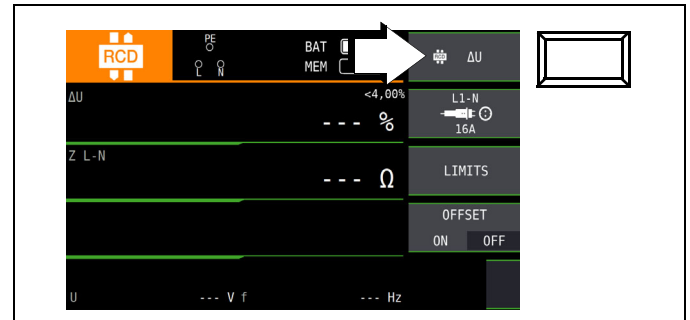 RCD
PE
L N
BAT
MEM
ΔU
ΔU
<4,00%
--- %
L1-N
16A
Z L-N
--- Ω
LIMITS
OFFSET
ON OFF
U --- V f --- Hz